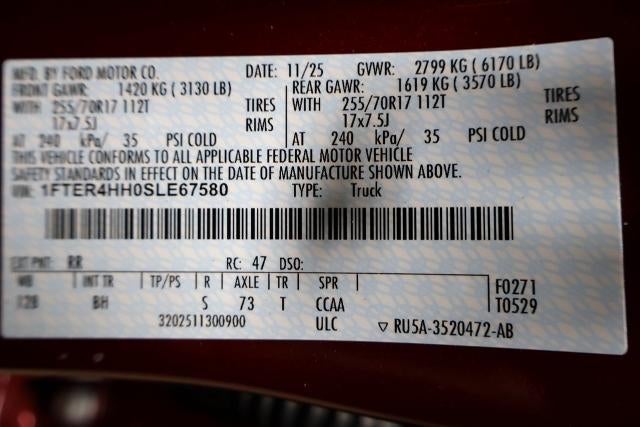 MFD. BY FORD MOTOR CO. DATE: 11/25 GVWR: 2799 KG ( 6170 LB)
FRONT GAWR: 1420 KG ( 3130 LB) REAR GAWR: 1619 KG ( 3570 LB)
WITH 255/70R17 112T TIRES WITH 255/70R17 112T TIRES
17x7.5J RIMS 17x7.5J RIMS
AT 240 kPa/ 35 PSI COLD AT 240 kPa/ 35 PSI COLD
THIS VEHICLE CONFORMS TO ALL APPLICABLE FEDERAL MOTOR VEHICLE
SAFETY STANDARDS IN EFFECT ON THE DATE OF MANUFACTURE SHOWN ABOVE.
VIN: 1FTER4HH0SLE67580 TYPE: Truck
EXT PNT: RR RC: 47 DSO:
WB INT TR TP/PS R AXLE TR SPR F0271
128 BH S 73 T CCAA T0529
3202511300900 ULC ▽ RU5A-3520472-AB